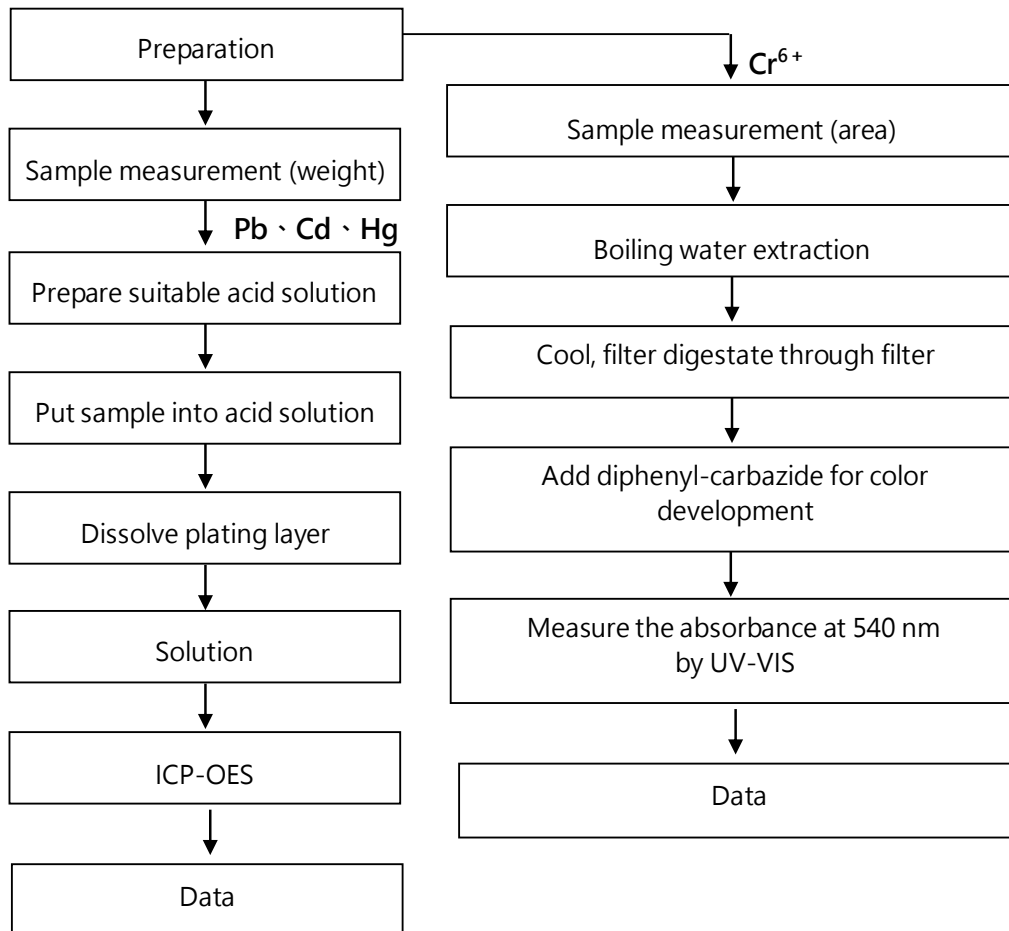 Preparation
Sample measurement (weight)
Pb、Cd、Hg
Prepare suitable acid solution
Put sample into acid solution
Dissolve plating layer
Solution
ICP-OES
Data
Cr⁶⁺
Sample measurement (area)
Boiling water extraction
Cool, filter digestate through filter
Add diphenyl-carbazide for color
development
Measure the absorbance at 540 nm
by UV-VIS
Data